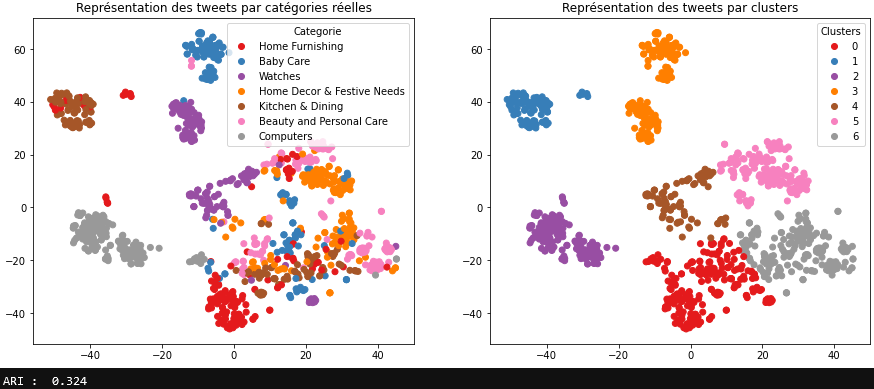 Représentation des tweets par catégories réelles
Représentation des tweets par clusters
60
40
20
0
−20
−40
−40
−20
0
20
40
Categorie
Home Furnishing
Baby Care
Watches
Home Decor & Festive Needs
Kitchen & Dining
Beauty and Personal Care
Computers
60
40
20
0
−20
−40
−40
−20
0
20
40
Clusters
0
1
2
3
4
5
6
ARI :  0.324